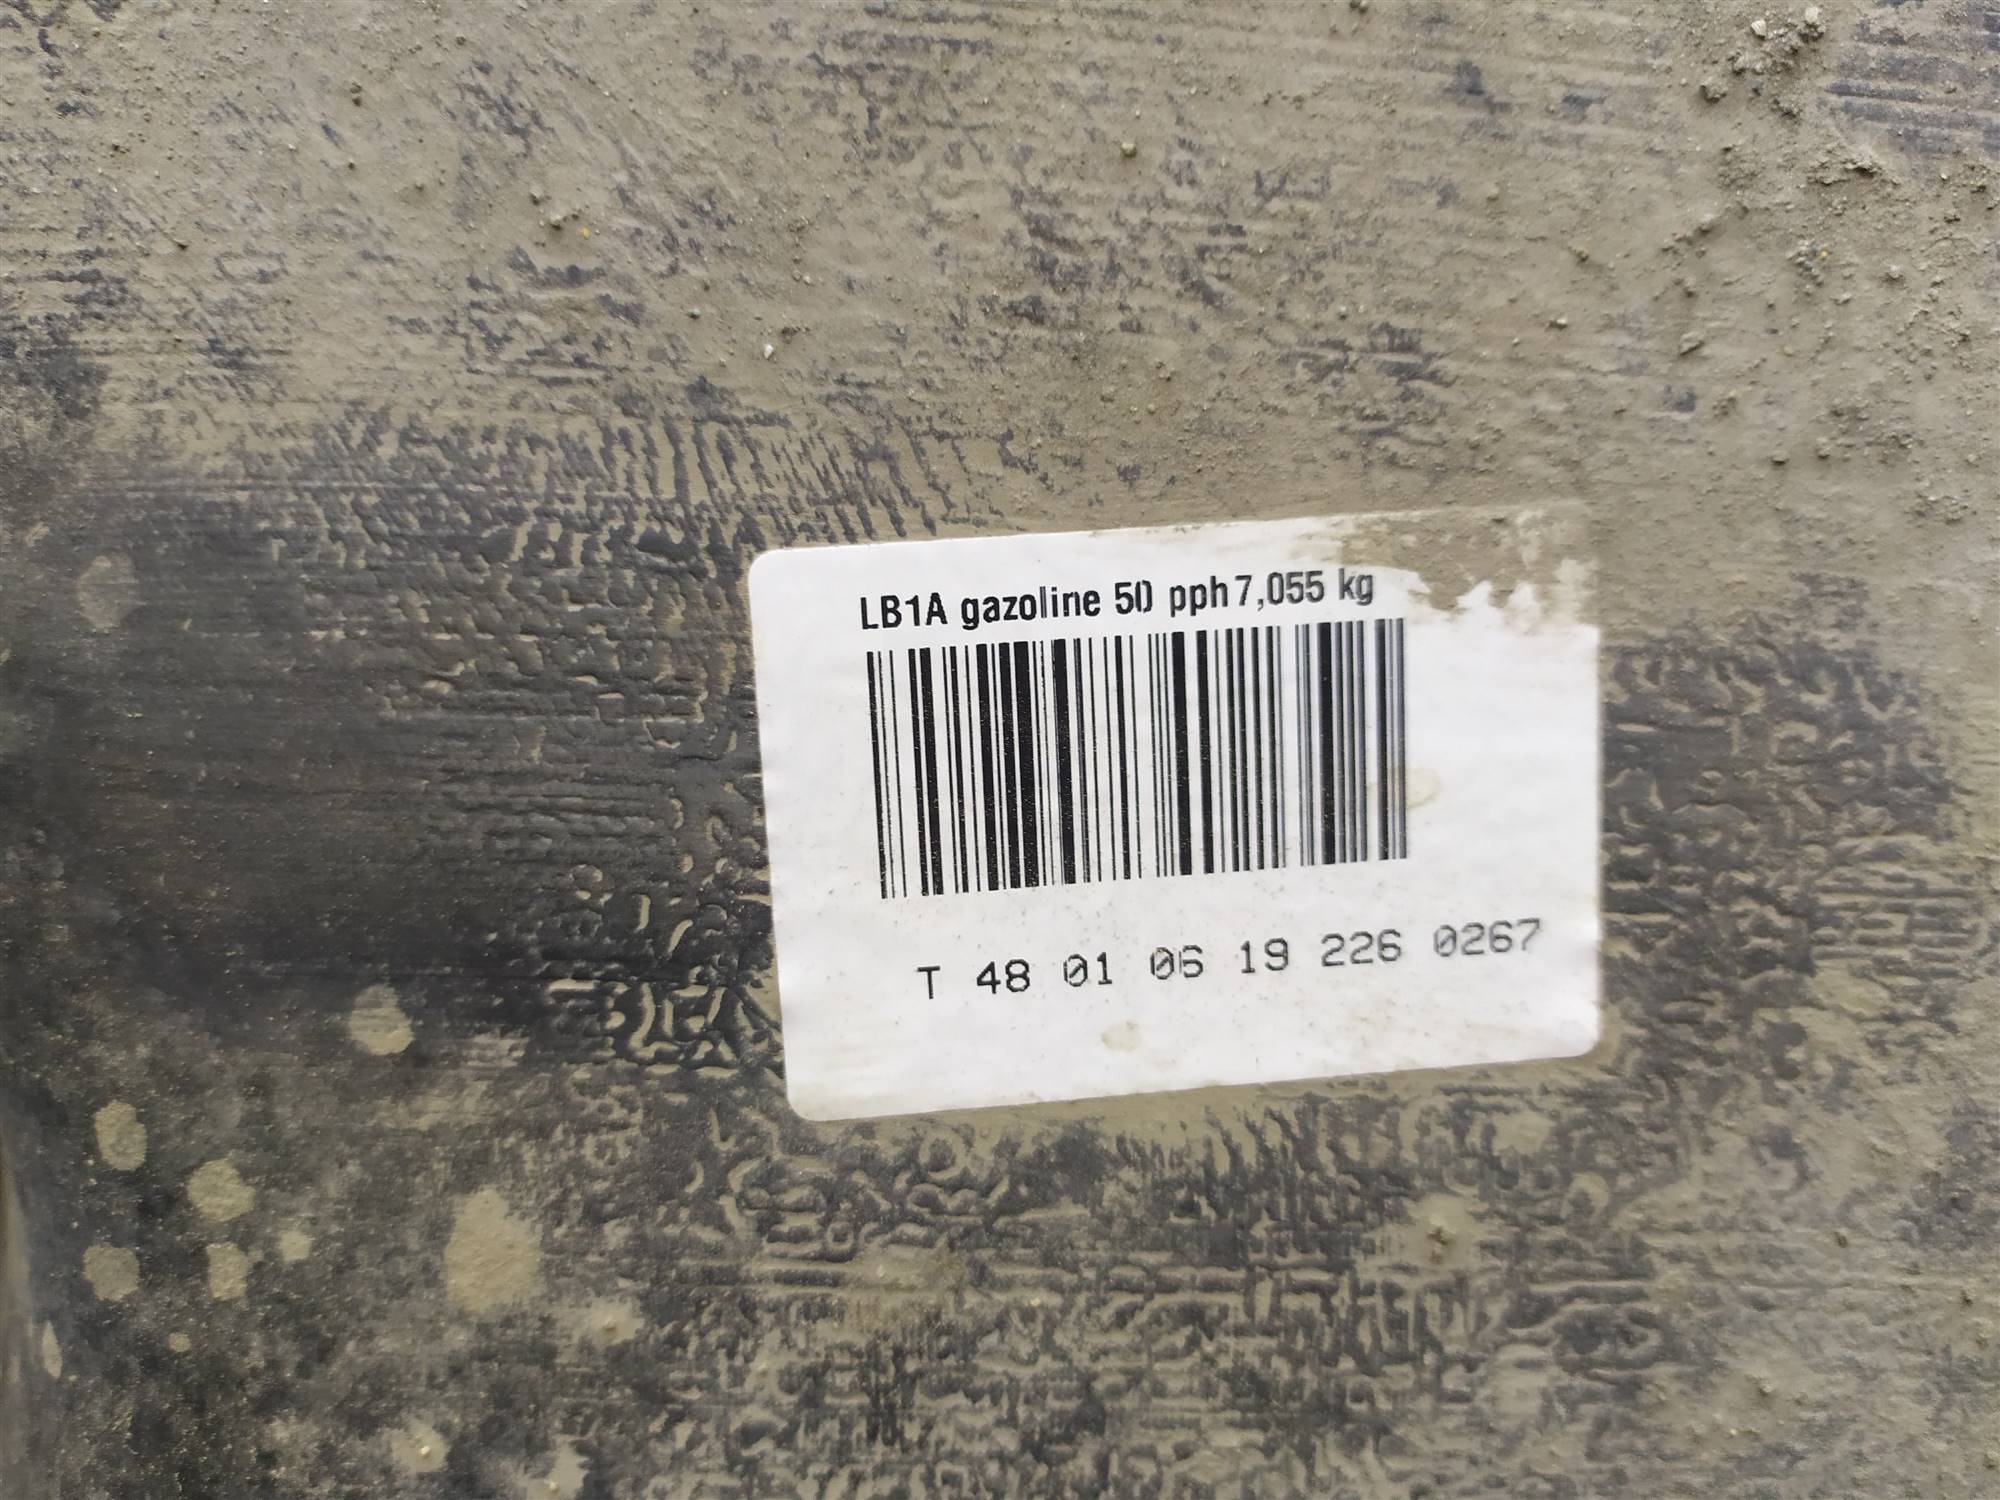 LB1A gazoline 50 pph 7,055 kg
T 48 01 06 19 226 0267